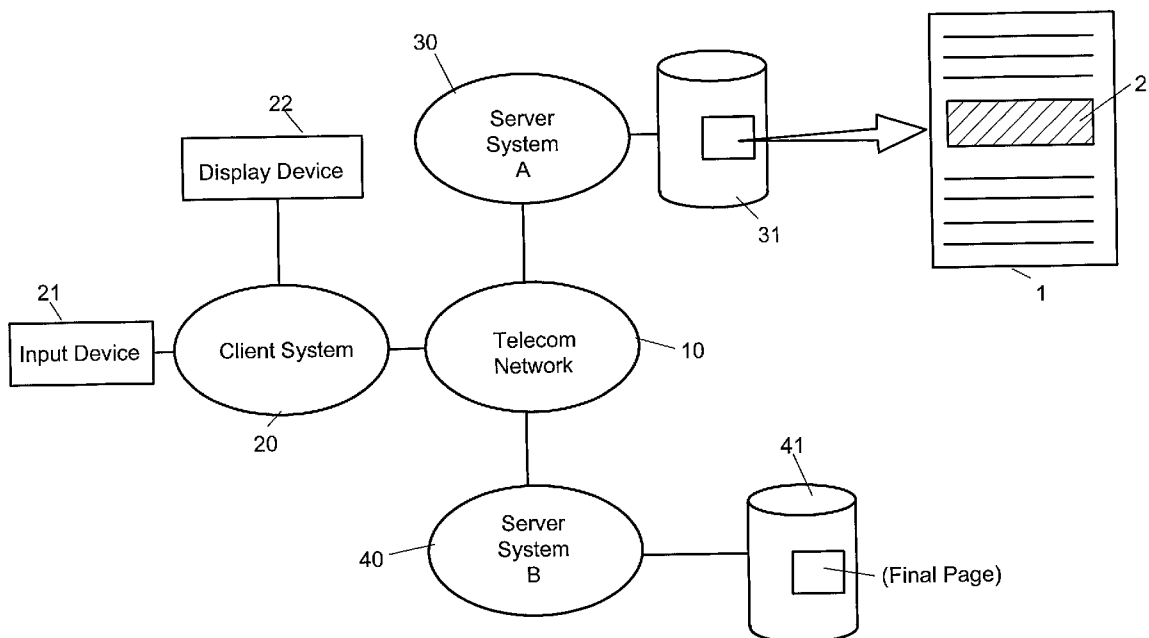 30
Server
System
A
2
22
Display Device
31
1
21
Input Device
Client System
Telecom
Network
10
20
41
Server
System
B
40
(Final Page)